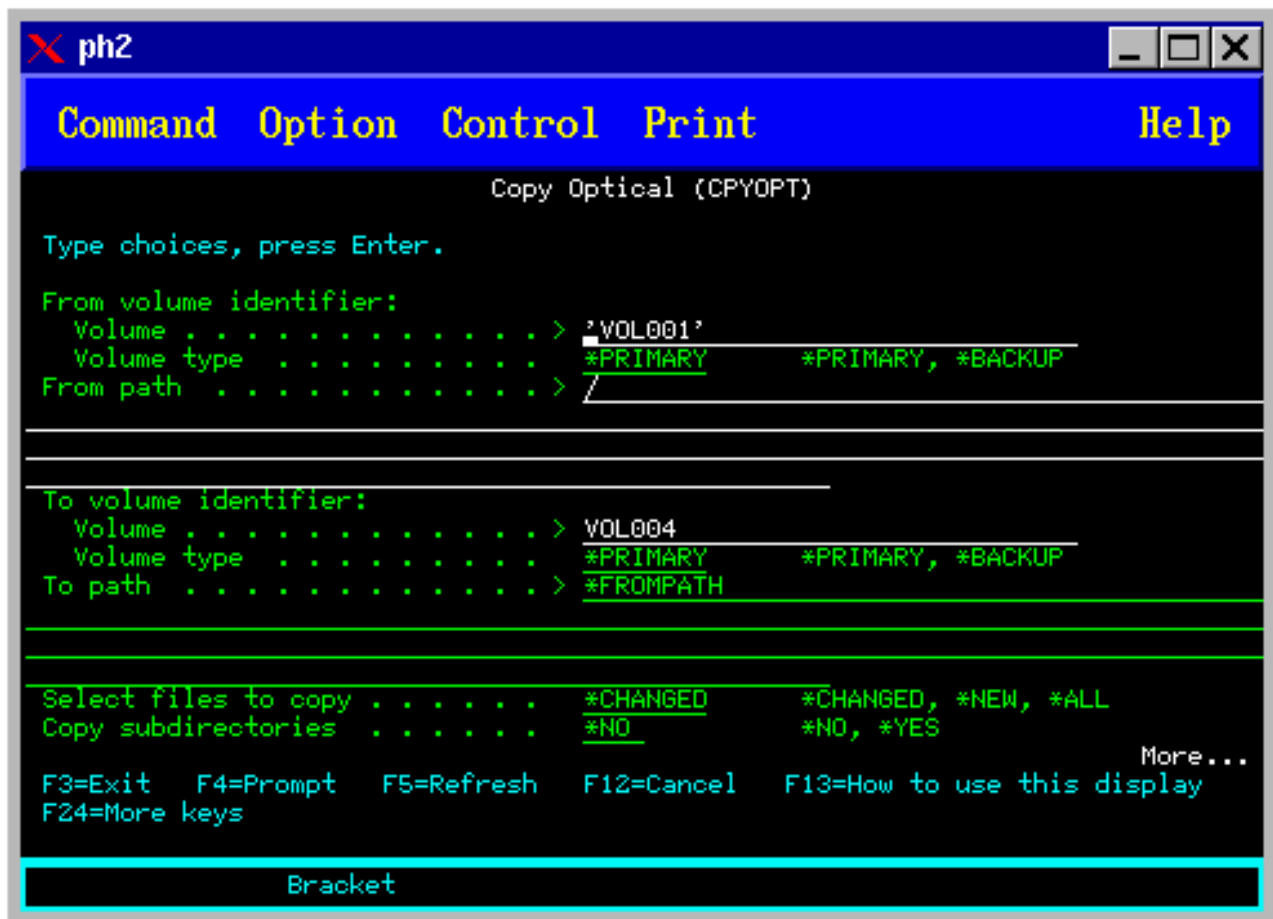 ph2
Command Option Control Print Help
Copy Optical (CPYOPT)
Type choices, press Enter.
From volume identifier:
Volume . . . . . . . . . . . . > 'VOL001'
Volume type . . . . . . . . . *PRIMARY *PRIMARY, *BACKUP
From path . . . . . . . . . . . > /
To volume identifier:
Volume . . . . . . . . . . . . > VOL004
Volume type . . . . . . . . . *PRIMARY *PRIMARY, *BACKUP
To path . . . . . . . . . . . . > *FROMPATH
Select files to copy . . . . . . *CHANGED *CHANGED, *NEW, *ALL
Copy subdirectories . . . . . . *NO *NO, *YES
More...
F3=Exit F4=Prompt F5=Refresh F12=Cancel F13=How to use this display
F24=More keys
Bracket